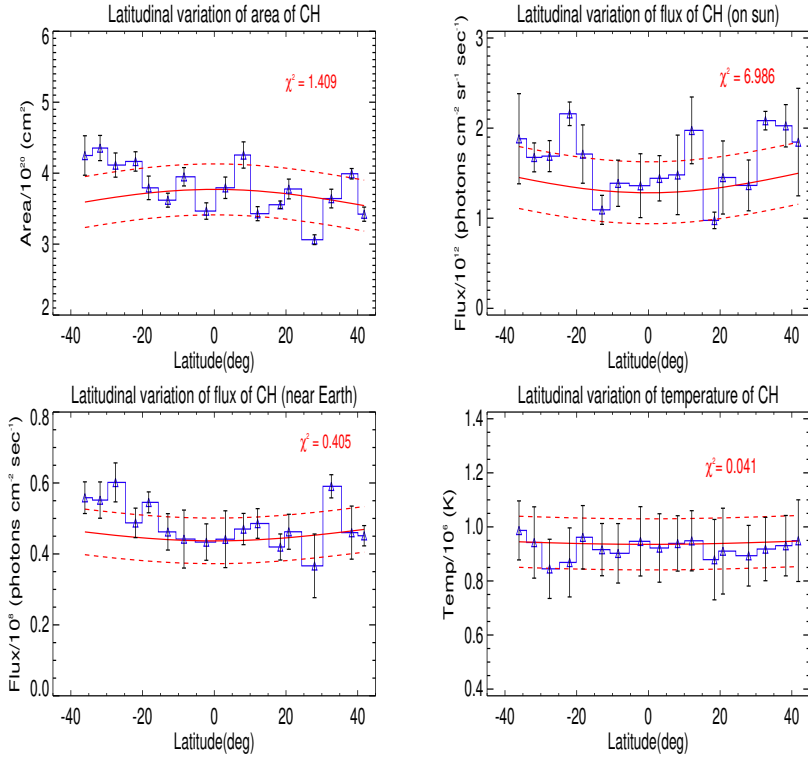 Latitudinal variation of area of CH
χ² = 1.409
Area/10²⁰ (cm²)
6
5
4
3
2
-40 -20 0 20 40
Latitude(deg)
Latitudinal variation of flux of CH (on sun)
χ² = 6.986
Flux/10¹² (photons cm⁻² sr⁻¹ sec⁻¹)
3
2
1
0
-40 -20 0 20 40
Latitude(deg)
Latitudinal variation of flux of CH (near Earth)
χ² = 0.405
Flux/10⁸ (photons cm⁻² sec⁻¹)
0.8
0.6
0.4
0.2
0.0
-40 -20 0 20 40
Latitude(deg)
Latitudinal variation of temperature of CH
χ² = 0.041
Temp/10⁶ (K)
1.4
1.2
1.0
0.8
0.6
0.4
-40 -20 0 20 40
Latitude(deg)